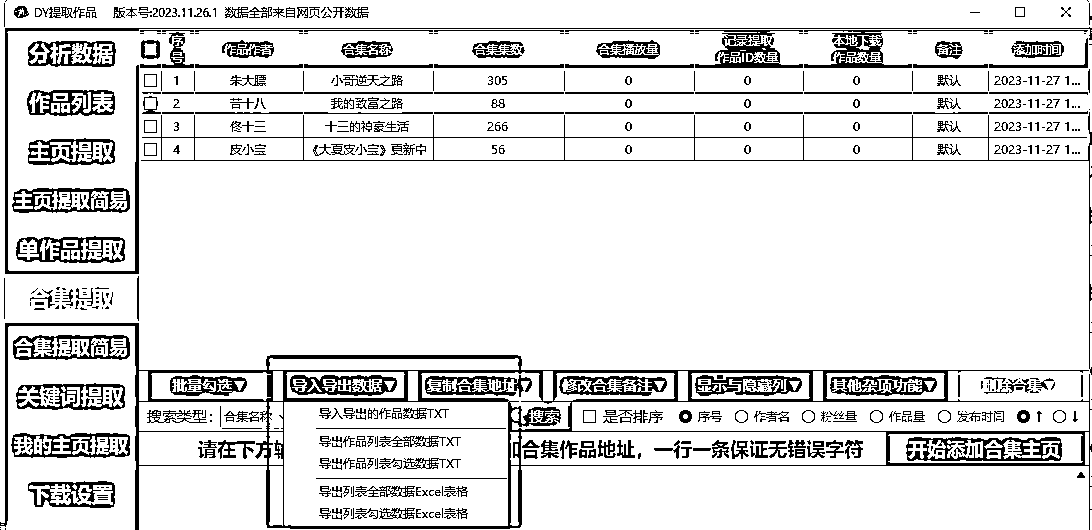 DY提取作品 版本号:2023.11.26.1 数据全部来自网页公开数据
分析数据
作品列表
主页提取
主页提取简易
单作品提取
合集提取
合集提取简易
关键词提取
我的主页提取
下载设置
序号 作品作者 合集名称 合集集数 合集播放量 记录提取作品ID数量 本地下载作品数量 备注 添加时间
1 朱大膘 小哥逆天之路 305 0 0 0 默认 2023-11-27 1...
2 苦十八 我的致富之路 88 0 0 0 默认 2023-11-27 1...
3 佟十三 十三的神豪生活 266 0 0 0 默认 2023-11-27 1...
4 皮小宝 《大夏皮小宝》更新中 56 0 0 0 默认 2023-11-27 1...
批量勾选▼ 导入导出数据▼ 复制合集地址▼ 修改合集备注▼ 显示与隐藏列▼ 其他杂项功能▼ 删除合集▼
搜索类型: 合集名称 搜索 是否排序 序号 作者名 粉丝量 作品量 发布时间 ↑ ↓
请在下方 加合集作品地址，一行一条保证无错误字符 开始添加合集主页
导入导出的作品数据TXT
导出作品列表全部数据TXT
导出作品列表勾选数据TXT
导出列表全部数据Excel表格
导出列表勾选数据Excel表格